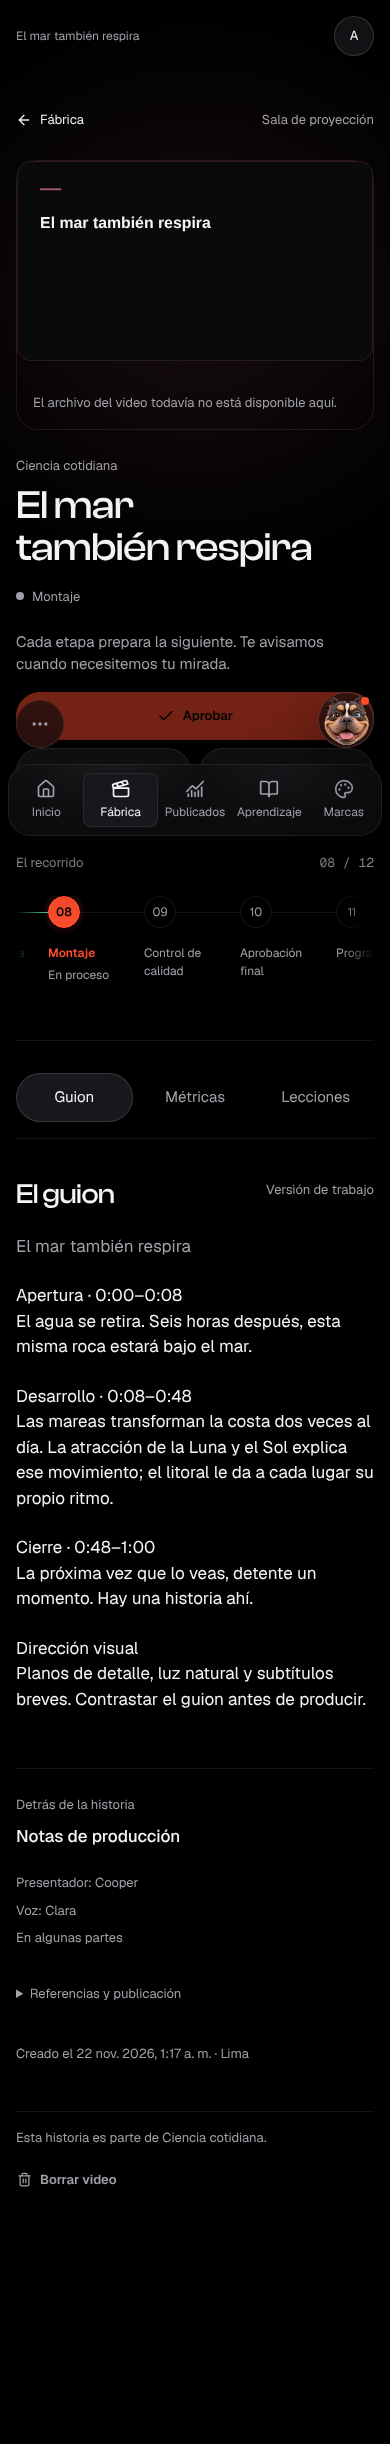 El mar también respira
A
Fábrica
Sala de proyección
El mar también respira
El archivo del video todavía no está disponible aquí.
Ciencia cotidiana
El mar
también respira
Montaje
Cada etapa prepara la siguiente. Te avisamos
cuando necesitemos tu mirada.
Aprobar
Inicio
Fábrica
Publicados
Aprendizaje
Marcas
El recorrido
08 / 12
08
09
10
11
Montaje
En proceso
Control de
calidad
Aprobación
final
Guion
Métricas
Lecciones
El guion
Versión de trabajo
El mar también respira
Apertura · 0:00–0:08
El agua se retira. Seis horas después, esta
misma roca estará bajo el mar.
Desarrollo · 0:08–0:48
Las mareas transforman la costa dos veces al
día. La atracción de la Luna y el Sol explica
ese movimiento; el litoral le da a cada lugar su
propio ritmo.
Cierre · 0:48–1:00
La próxima vez que lo veas, detente un
momento. Hay una historia ahí.
Dirección visual
Planos de detalle, luz natural y subtítulos
breves. Contrastar el guion antes de producir.
Detrás de la historia
Notas de producción
Presentador: Cooper
Voz: Clara
En algunas partes
Referencias y publicación
Creado el 22 nov. 2026, 1:17 a. m. · Lima
Esta historia es parte de Ciencia cotidiana.
Borrar video